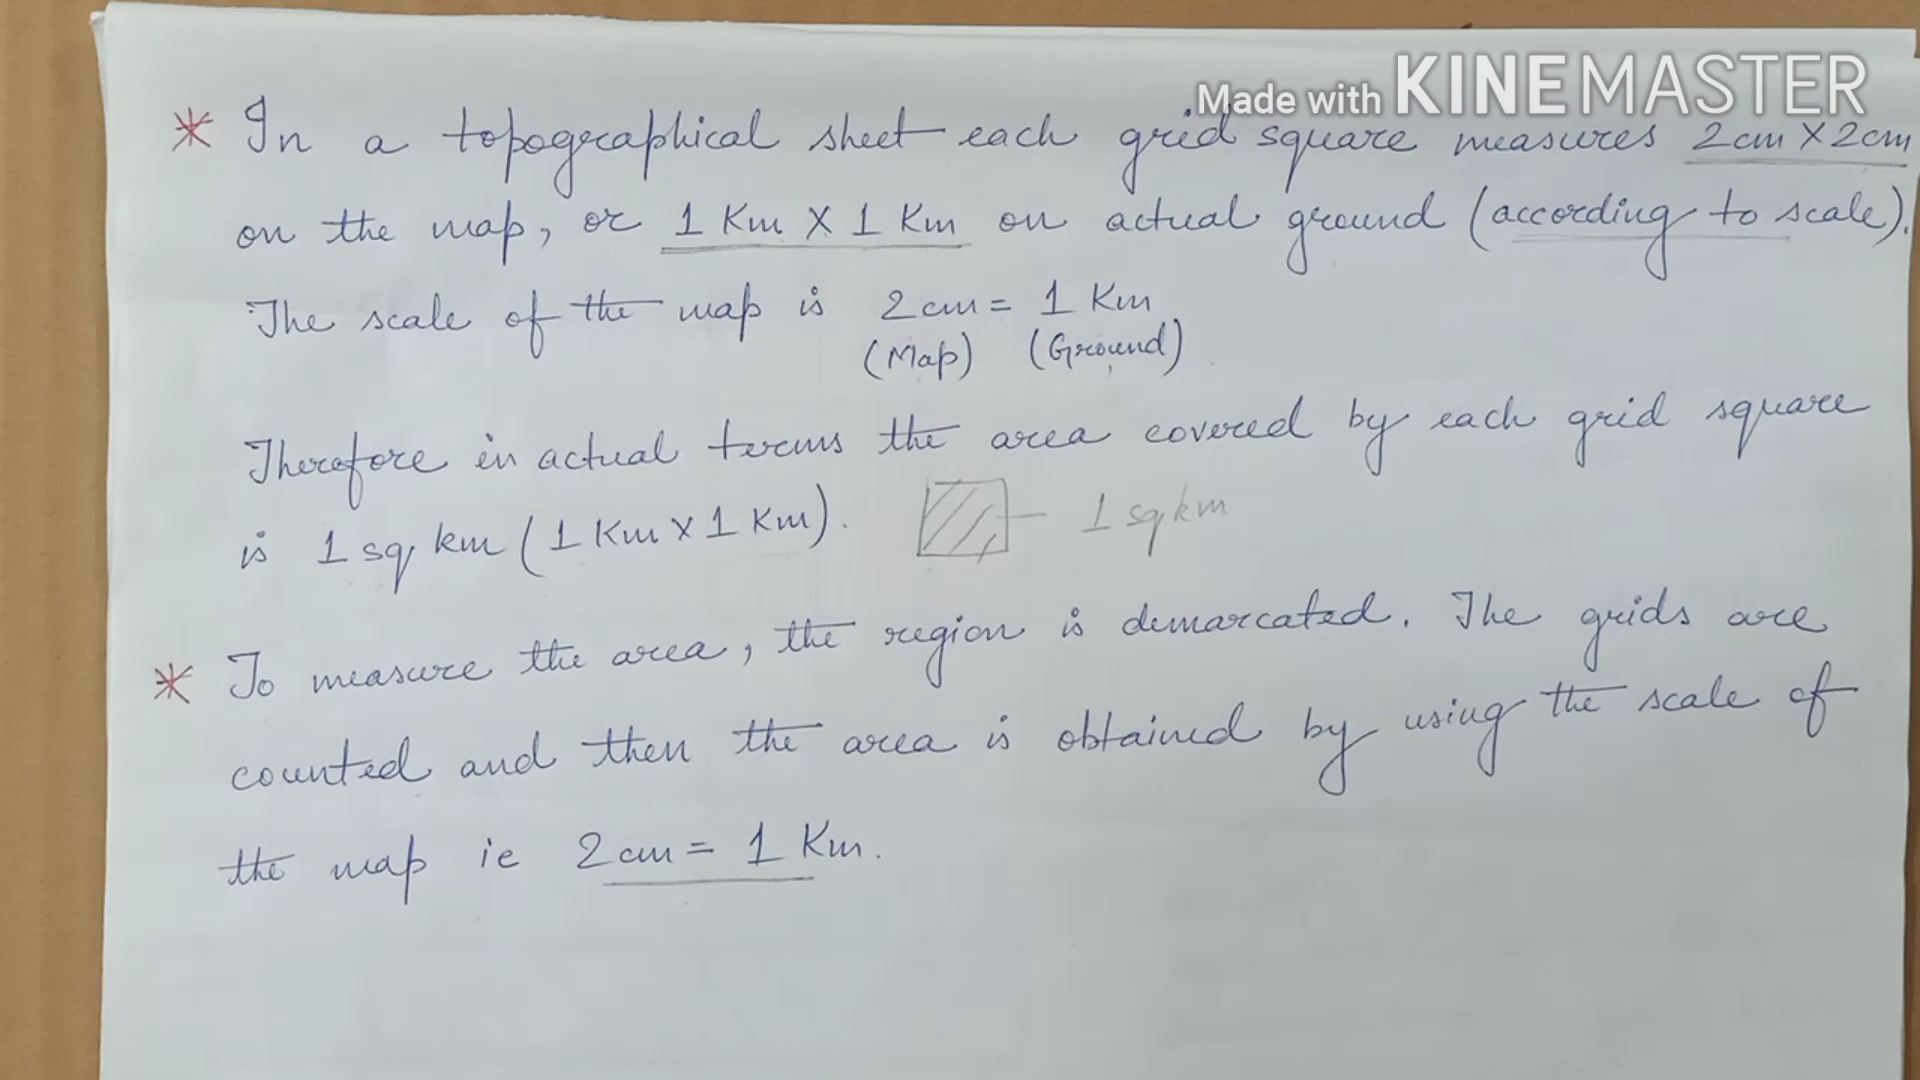 Made with KINEMASTER
* In a topographical sheet each grid square measures 2cm X 2cm
on the map, or 1 Km X 1 Km on actual ground (according to scale).
The scale of the map is 2 cm = 1 Km
(Map) (Ground)
Therefore in actual terms the area covered by each grid square
is 1 sq km (1 Km X 1 Km). 1 sq km
* To measure the area, the region is demarcated. The grids are
counted and then the area is obtained by using the scale of
the map ie 2 cm = 1 Km.